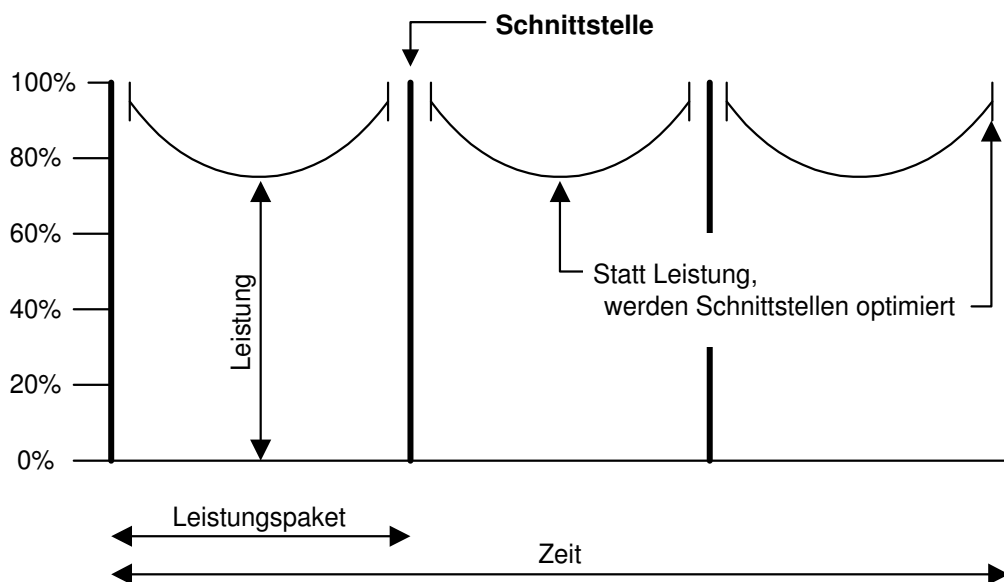 Schnittstelle
100%
80%
60%
40%
20%
0%
Leistung
Statt Leistung,
werden Schnittstellen optimiert
Leistungspaket
Zeit